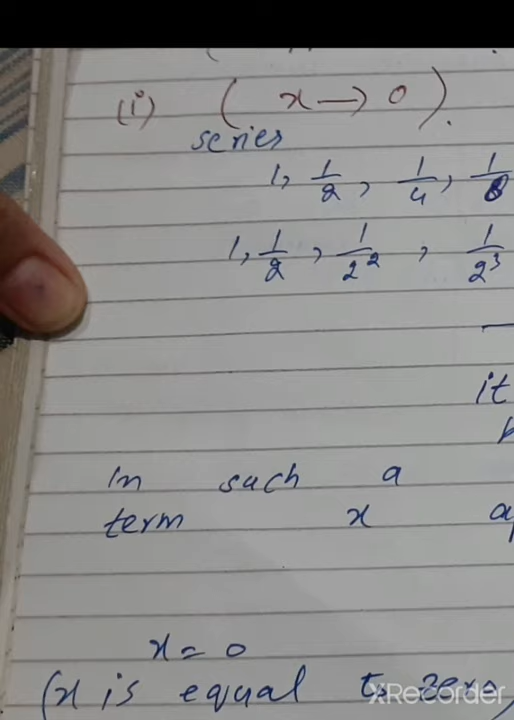 (i) ( x → 0 ).
series
1, 1/2, 1/4, 1/8
1, 1/2, 1/2², 1/2³
it
In such a
term x
x = 0
(x is equal to zero
XRecorder